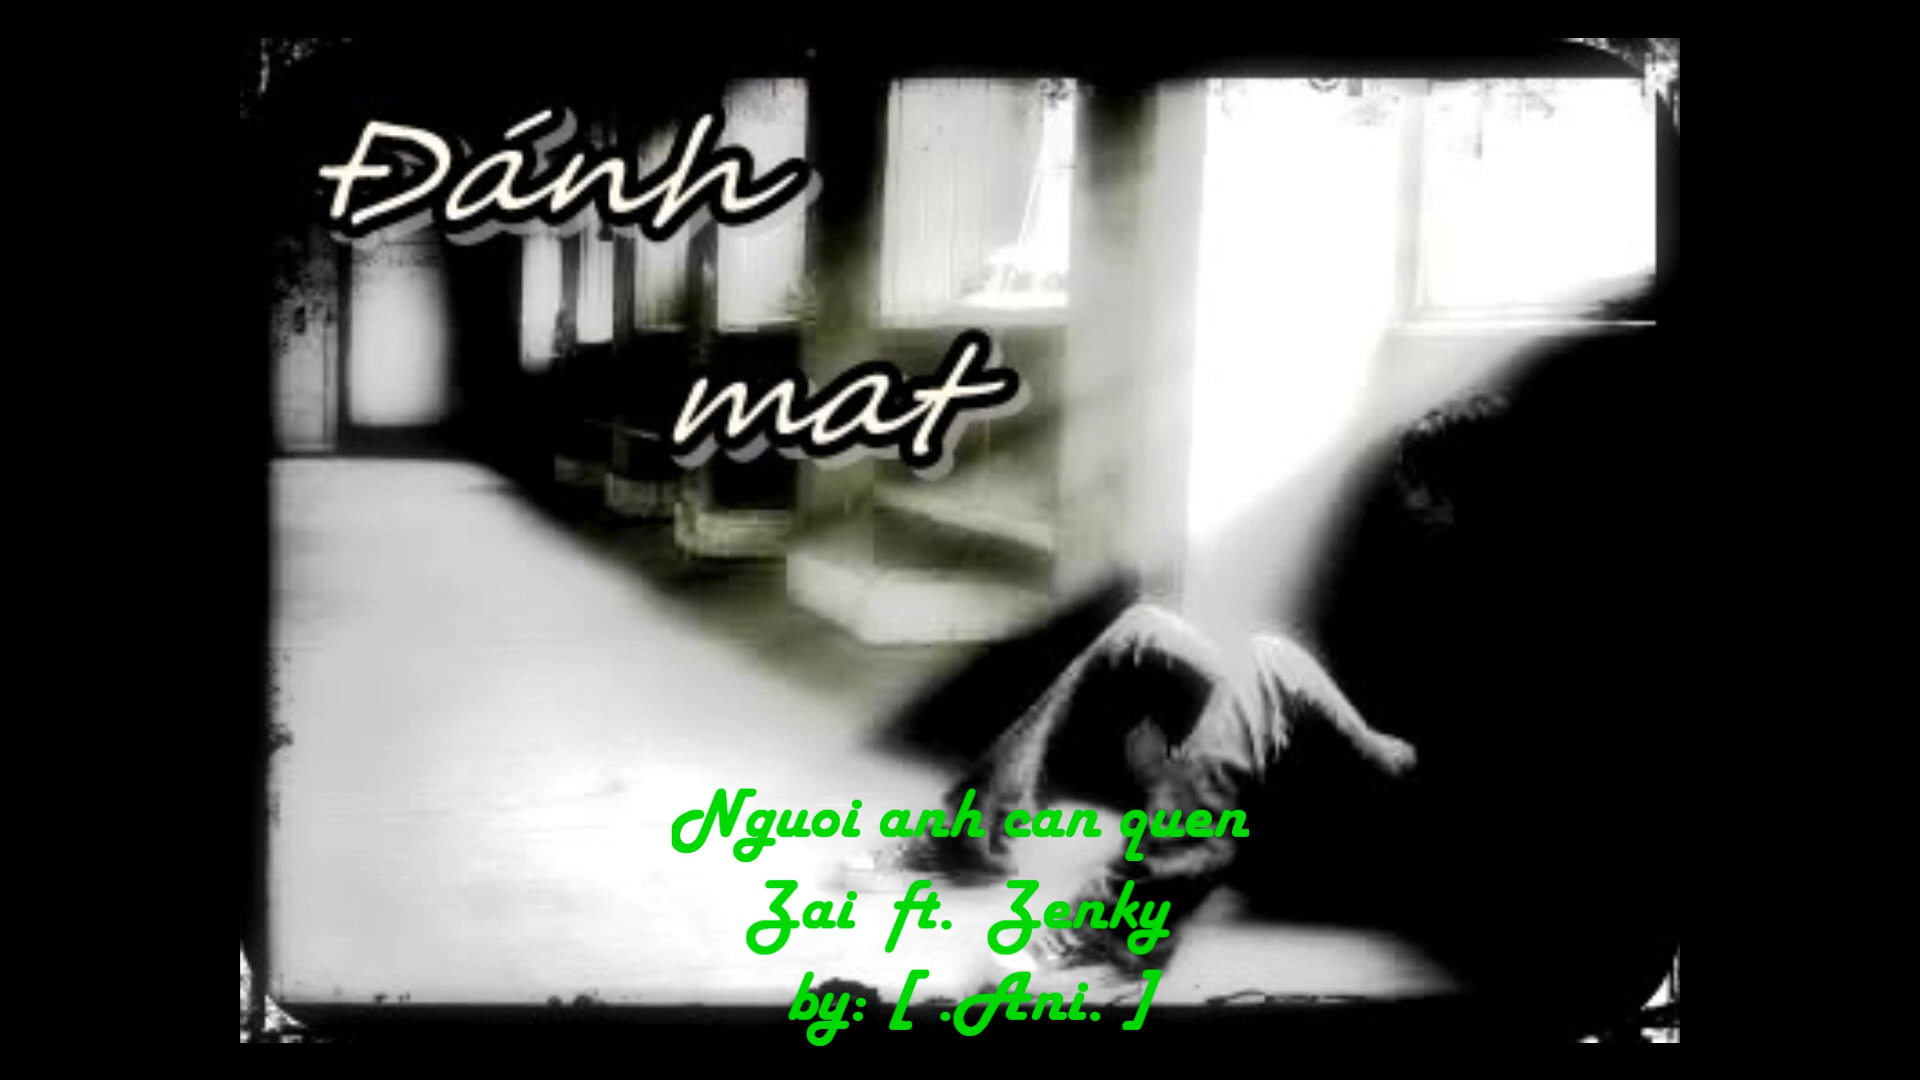 Đánh
mat
Nguoi anh can quen
Zai ft. Zenky
by: [ .Ani. ]